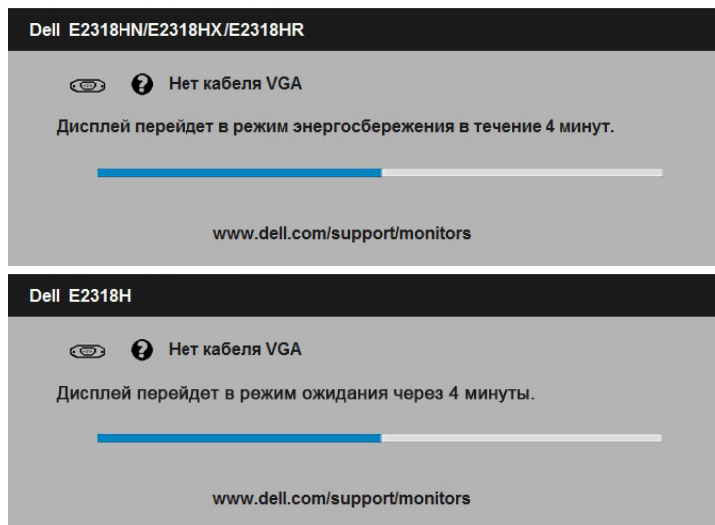 Dell E2318HN/E2318HX/E2318HR
Нет кабеля VGA
Дисплей перейдет в режим энергосбережения в течение 4 минут.
www.dell.com/support/monitors
Dell E2318H
Нет кабеля VGA
Дисплей перейдет в режим ожидания через 4 минуты.
www.dell.com/support/monitors